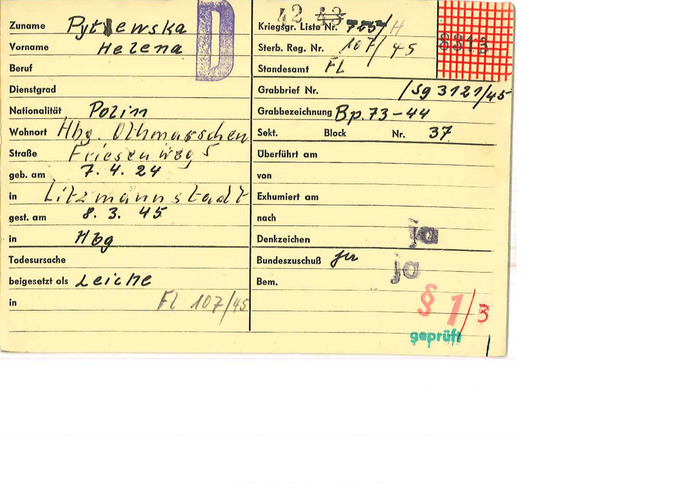 42 43
D
8313
Zuname Pytlewska
Vorname Helena
Beruf
Dienstgrad
Nationalität Polin
Wohnort Hbg. Othmarschen
Straße Friesenweg 5
geb. am 7. 4. 24
in Litzmannstadt
gest. am 8. 3. 45
in Hbg
Todesursache
beigesetzt als Leiche
in FL 107/45
Kriegsgr. Liste Nr. H
Sterb. Reg. Nr. 107/45
Standesamt FL
Grabbrief Nr. /Sg 3121/45
Grabbezeichnung Bp. 73-44
Sekt. Block Nr. 37
Überführt am
von
Exhumiert am
nach
Denkzeichen ja
Bundeszuschuß ja
Bem.
§ 1/3
geprüft